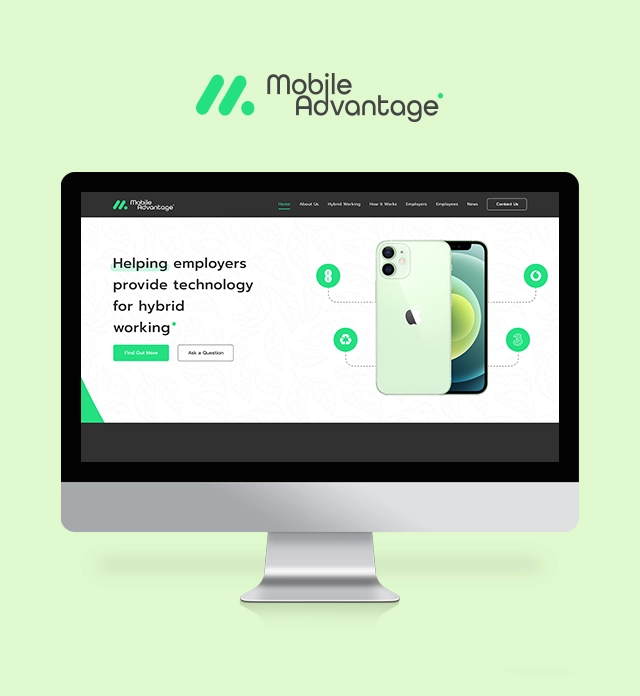 Mobile
Advantage
Mobile
Advantage
Home About Us Hybrid Working How It Works Employers Employees News Contact Us
Helping employers
provide technology
for hybrid
working
Find Out More Ask a Question
3